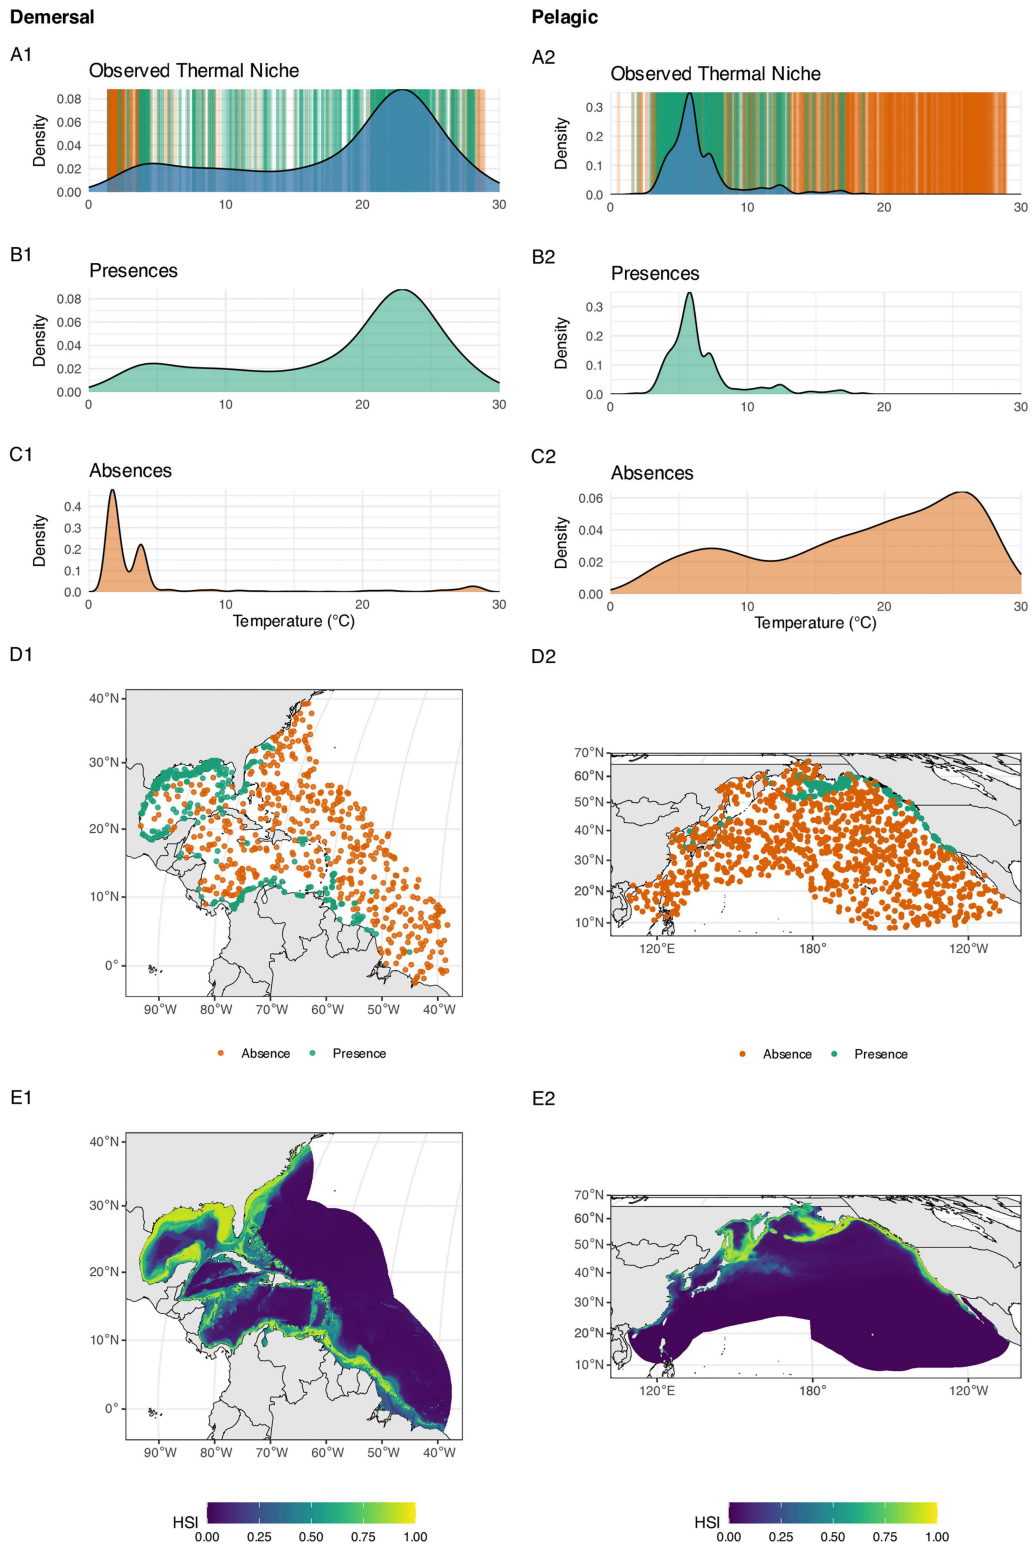 Demersal
Pelagic
A1
Observed Thermal Niche
Density
0.08
0.06
0.04
0.02
0.00
0 10 20 30
A2
Observed Thermal Niche
Density
0.3
0.2
0.1
0.0
0 10 20 30
B1
Presences
Density
0.08
0.06
0.04
0.02
0.00
0 10 20 30
B2
Presences
Density
0.3
0.2
0.1
0.0
0 10 20 30
C1
Absences
Density
0.4
0.3
0.2
0.1
0.0
0 10 20 30
Temperature (°C)
C2
Absences
Density
0.06
0.04
0.02
0.00
0 10 20 30
Temperature (°C)
D1
40°N
30°N
20°N
10°N
0°
90°W 80°W 70°W 60°W 50°W 40°W
Absence Presence
D2
70°N
60°N
50°N
40°N
30°N
20°N
10°N
120°E 180° 120°W
Absence Presence
E1
40°N
30°N
20°N
10°N
0°
90°W 80°W 70°W 60°W 50°W 40°W
HSI
0.00 0.25 0.50 0.75 1.00
E2
70°N
60°N
50°N
40°N
30°N
20°N
10°N
120°E 180° 120°W
HSI
0.00 0.25 0.50 0.75 1.00